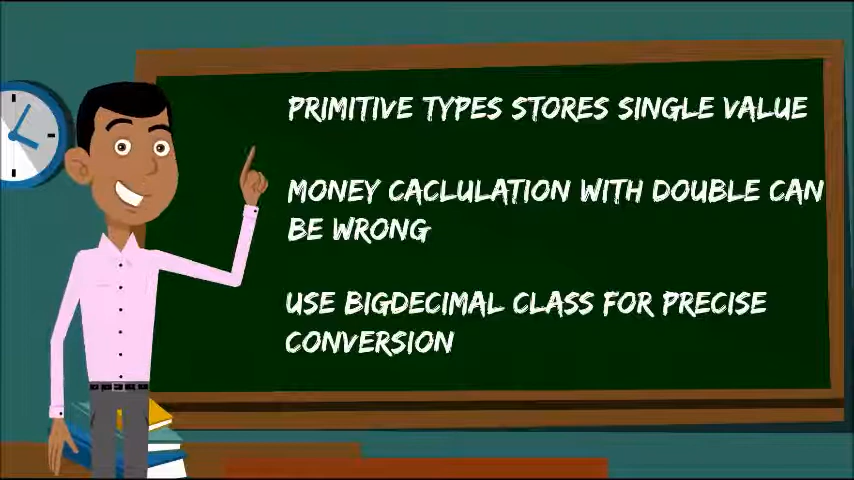 PRIMITIVE TYPES STORES SINGLE VALUE
MONEY CACLULATION WITH DOUBLE CAN
BE WRONG
USE BIGDECIMAL CLASS FOR PRECISE
CONVERSION